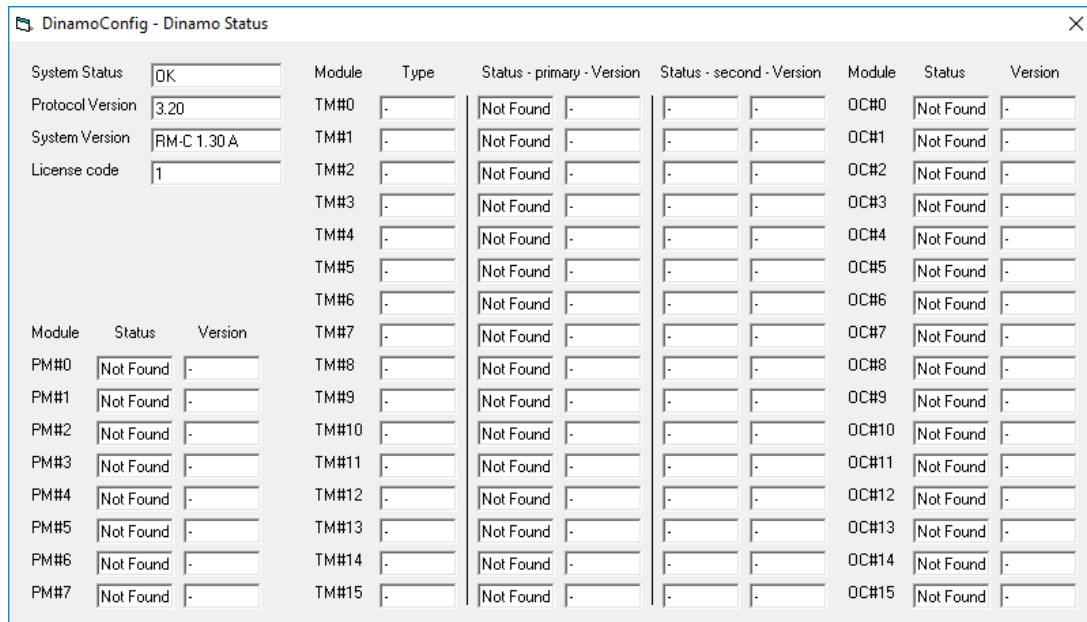 DinamoConfig - Dinamo Status
System Status OK Module Type Status - primary - Version Status - second - Version Module Status Version
Protocol Version 3.20 TM#0 - Not Found - - - OC#0 Not Found -
System Version RM-C 1.30 A TM#1 - Not Found - - - OC#1 Not Found -
License code 1 TM#2 - Not Found - - - OC#2 Not Found -
TM#3 - Not Found - - - OC#3 Not Found -
TM#4 - Not Found - - - OC#4 Not Found -
TM#5 - Not Found - - - OC#5 Not Found -
TM#6 - Not Found - - - OC#6 Not Found -
Module Status Version TM#7 - Not Found - - - OC#7 Not Found -
PM#0 Not Found - TM#8 - Not Found - - - OC#8 Not Found -
PM#1 Not Found - TM#9 - Not Found - - - OC#9 Not Found -
PM#2 Not Found - TM#10 - Not Found - - - OC#10 Not Found -
PM#3 Not Found - TM#11 - Not Found - - - OC#11 Not Found -
PM#4 Not Found - TM#12 - Not Found - - - OC#12 Not Found -
PM#5 Not Found - TM#13 - Not Found - - - OC#13 Not Found -
PM#6 Not Found - TM#14 - Not Found - - - OC#14 Not Found -
PM#7 Not Found - TM#15 - Not Found - - - OC#15 Not Found -